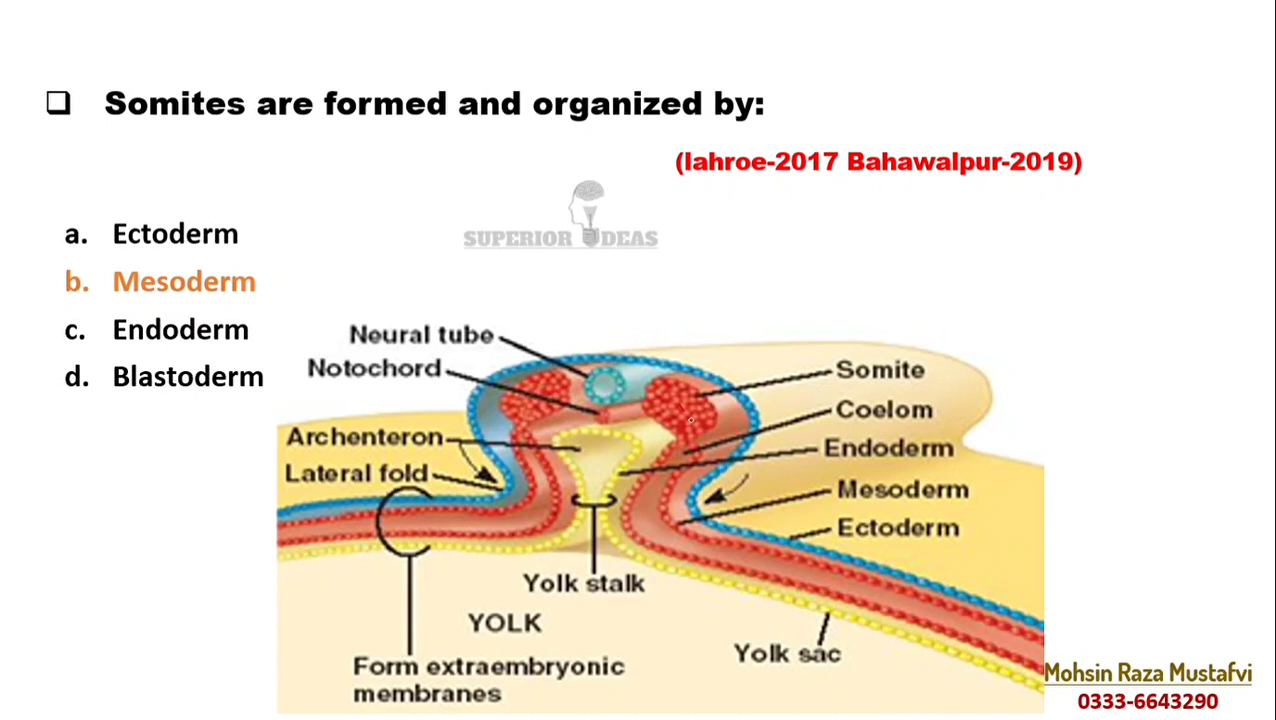 ❑ Somites are formed and organized by:
(lahroe-2017 Bahawalpur-2019)
SUPERIOR IDEAS
a. Ectoderm
b. Mesoderm
c. Endoderm
d. Blastoderm
Neural tube
Notochord
Archenteron
Lateral fold
Somite
Coelom
Endoderm
Mesoderm
Ectoderm
Yolk stalk
YOLK
Yolk sac
Form extraembryonic
membranes
Mohsin Raza Mustafvi
0333-6643290